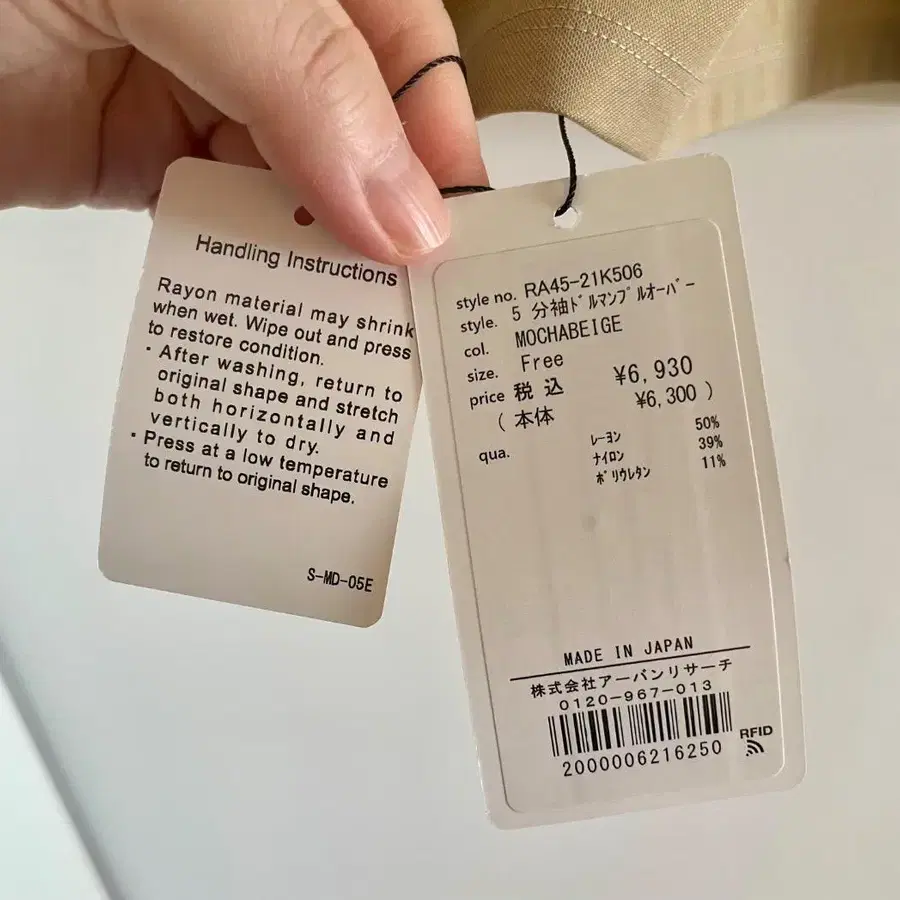 Handling Instructions
Rayon material may shrink
when wet. Wipe out and press
to restore condition.
・After washing, return to
original shape and stretch
both horizontally and
vertically to dry.
・Press at a low temperature
to return to original shape.
S-MD-05E
style no. RA45-21K506
style. 5 分袖ﾄﾞﾙﾏﾝﾌﾟﾙｵｰﾊﾞｰ
col. MOCHABEIGE
size. Free
price 税 込 ¥6,930
( 本体 ¥6,300 )
qua. ﾚｰﾖﾝ 50%
ﾅｲﾛﾝ 39%
ﾎﾟﾘｳﾚﾀﾝ 11%
MADE IN JAPAN
株式会社アーバンリサーチ
0120-967-013
RFID
2000006216250